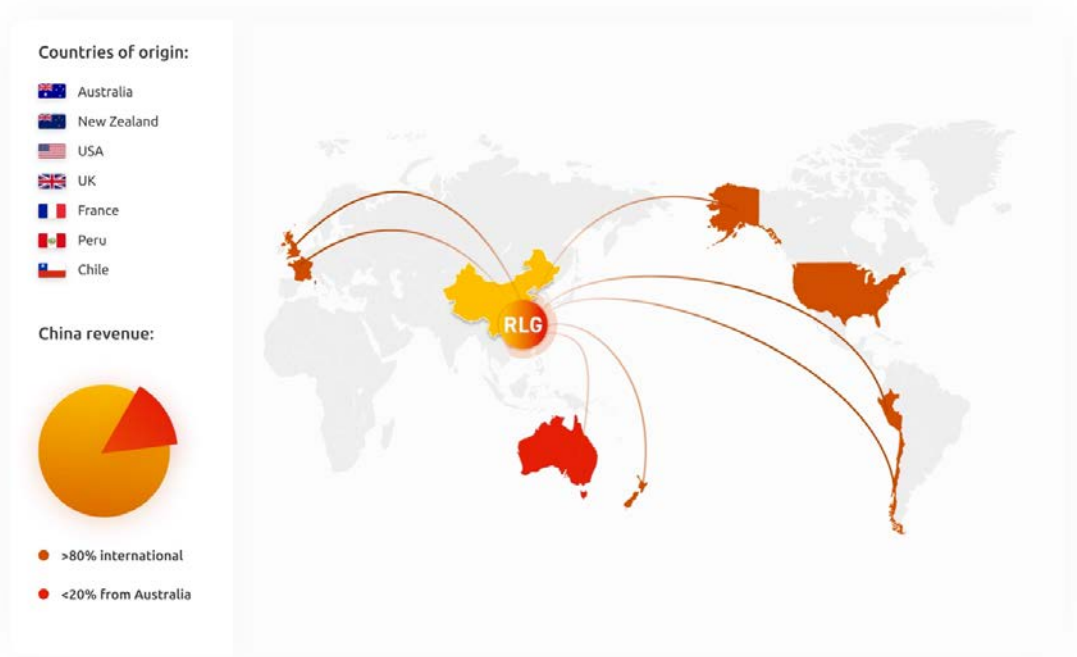 Countries of origin:
Australia
New Zealand
USA
UK
France
Peru
Chile
China revenue:
>80% international
<20% from Australia
RLG